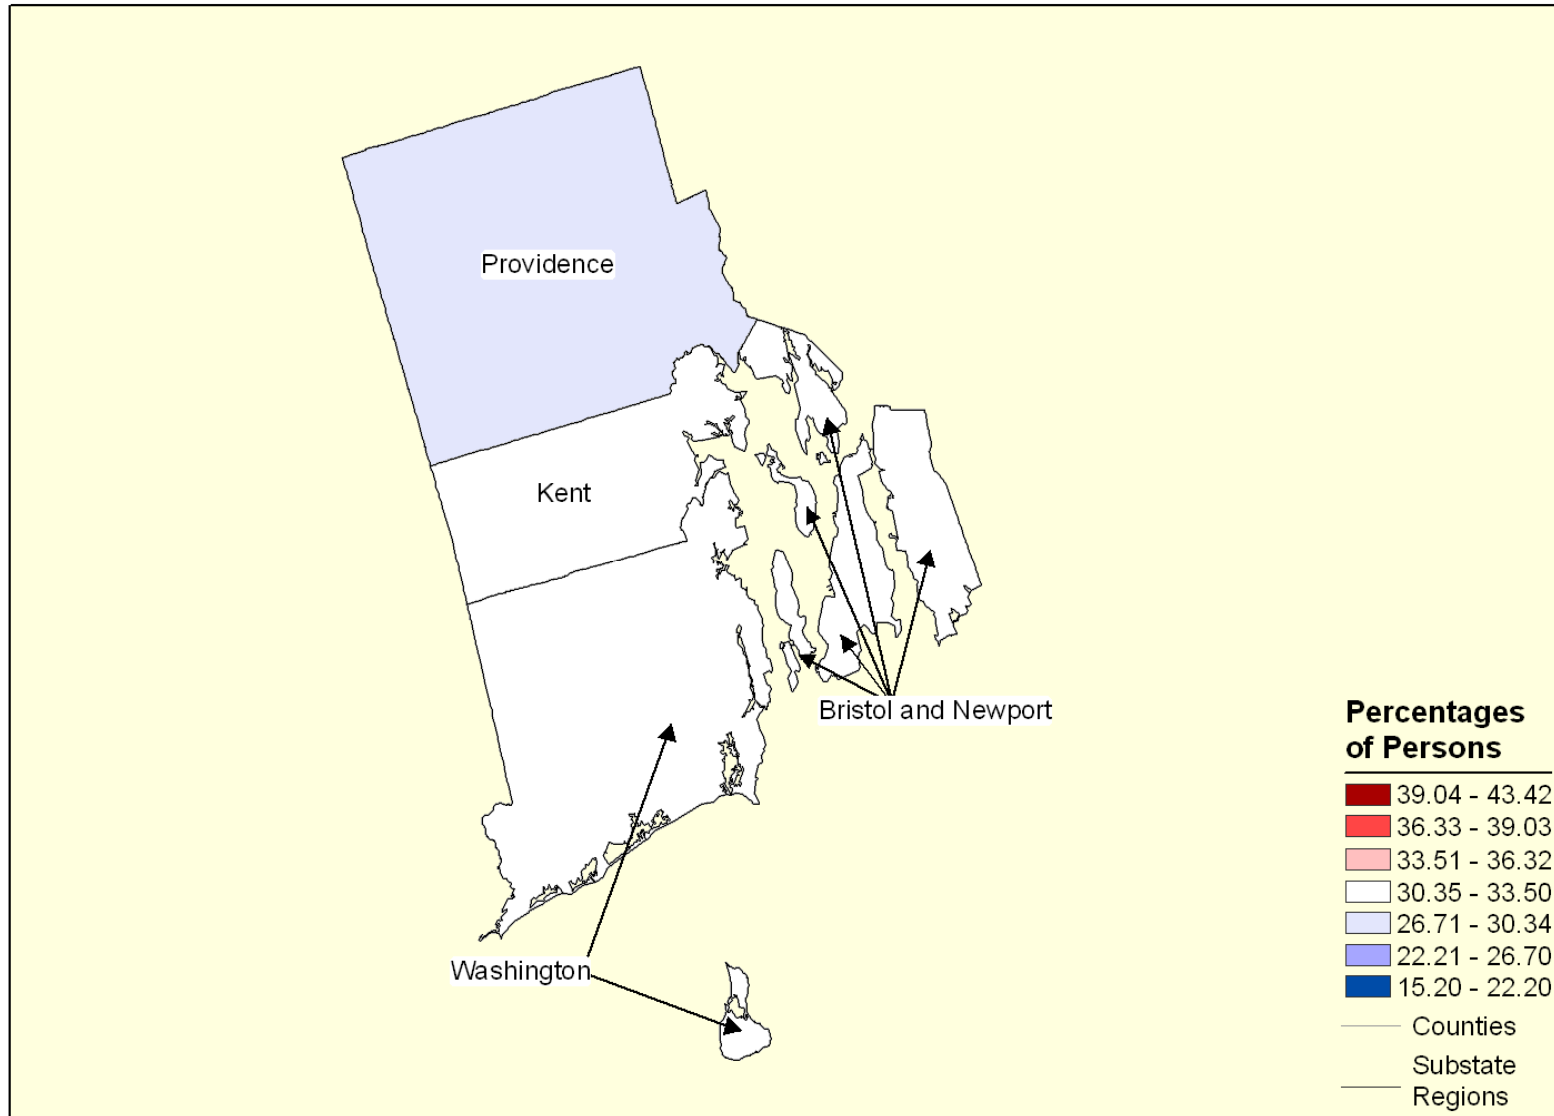 Providence
Kent
Bristol and Newport
Washington
Percentages
of Persons
39.04 - 43.42
36.33 - 39.03
33.51 - 36.32
30.35 - 33.50
26.71 - 30.34
22.21 - 26.70
15.20 - 22.20
Counties
Substate
Regions